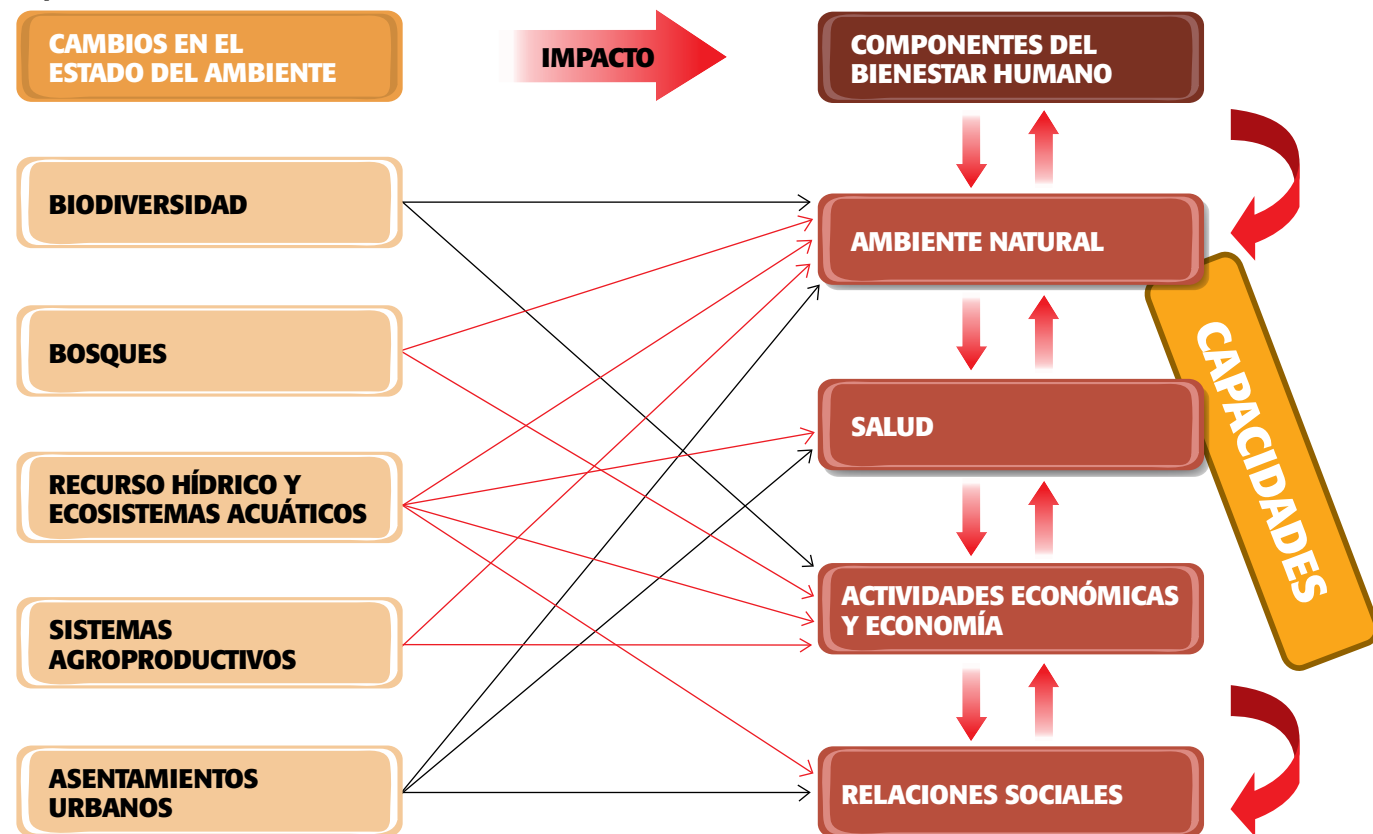 CAMBIOS EN EL
ESTADO DEL AMBIENTE
IMPACTO
COMPONENTES DEL
BIENESTAR HUMANO
BIODIVERSIDAD
BOSQUES
RECURSO HÍDRICO Y
ECOSISTEMAS ACUÁTICOS
SISTEMAS
AGROPRODUCTIVOS
ASENTAMIENTOS
URBANOS
AMBIENTE NATURAL
SALUD
ACTIVIDADES ECONÓMICAS
Y ECONOMÍA
RELACIONES SOCIALES
CAPACIDADES